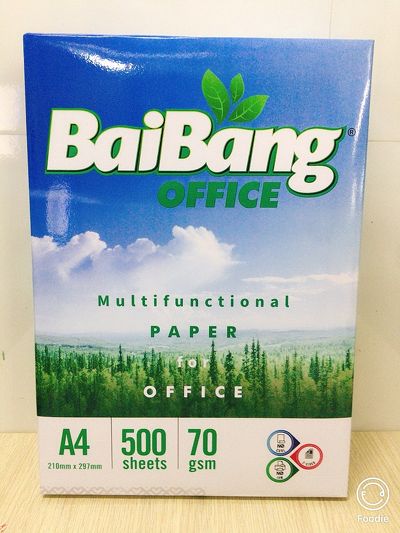 BaiBang®
OFFICE
Multifunctional
PAPER
for
OFFICE
A4
210mm x 297mm
500
sheets
70
gsm
Foodie